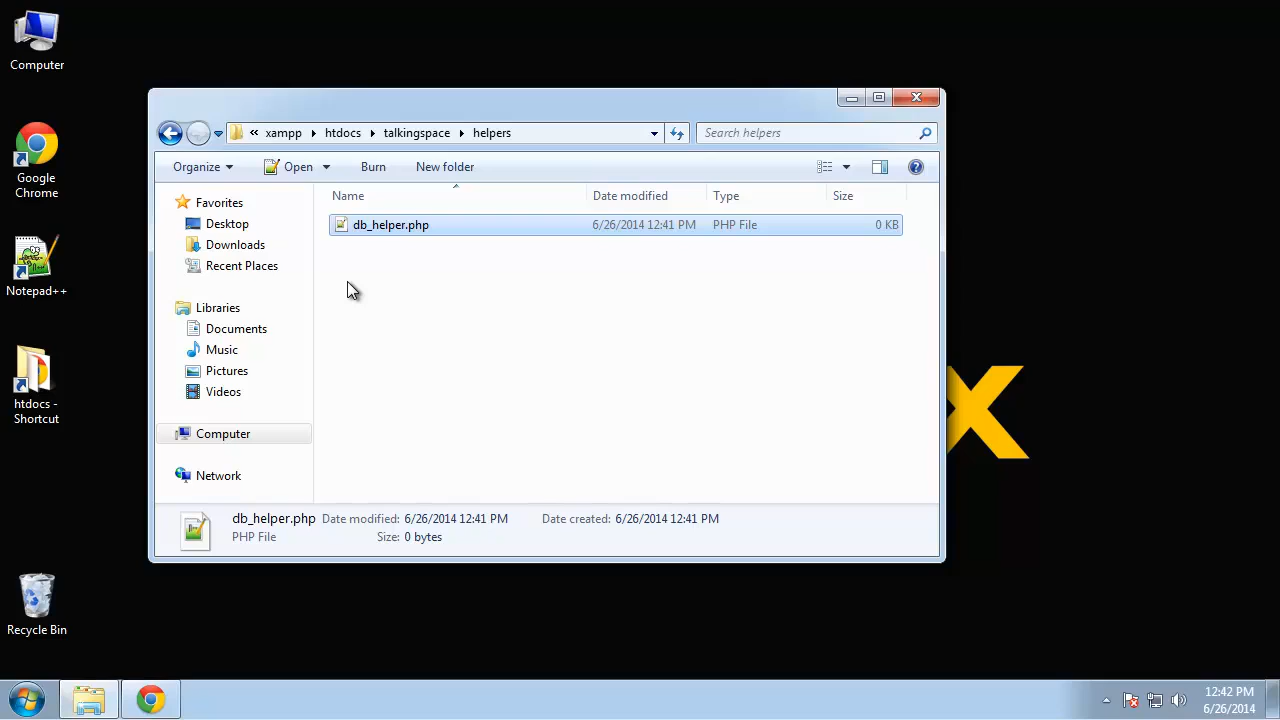 Computer
Google
Chrome
Notepad++
htdocs -
Shortcut
Recycle Bin
« xampp htdocs talkingspace helpers
Search helpers
Organize Open Burn New folder
Name Date modified Type Size
Favorites
Desktop
Downloads
Recent Places
Libraries
Documents
Music
Pictures
Videos
Computer
Network
db_helper.php 6/26/2014 12:41 PM PHP File 0 KB
db_helper.php Date modified: 6/26/2014 12:41 PM Date created: 6/26/2014 12:41 PM
PHP File Size: 0 bytes
X
12:42 PM
6/26/2014